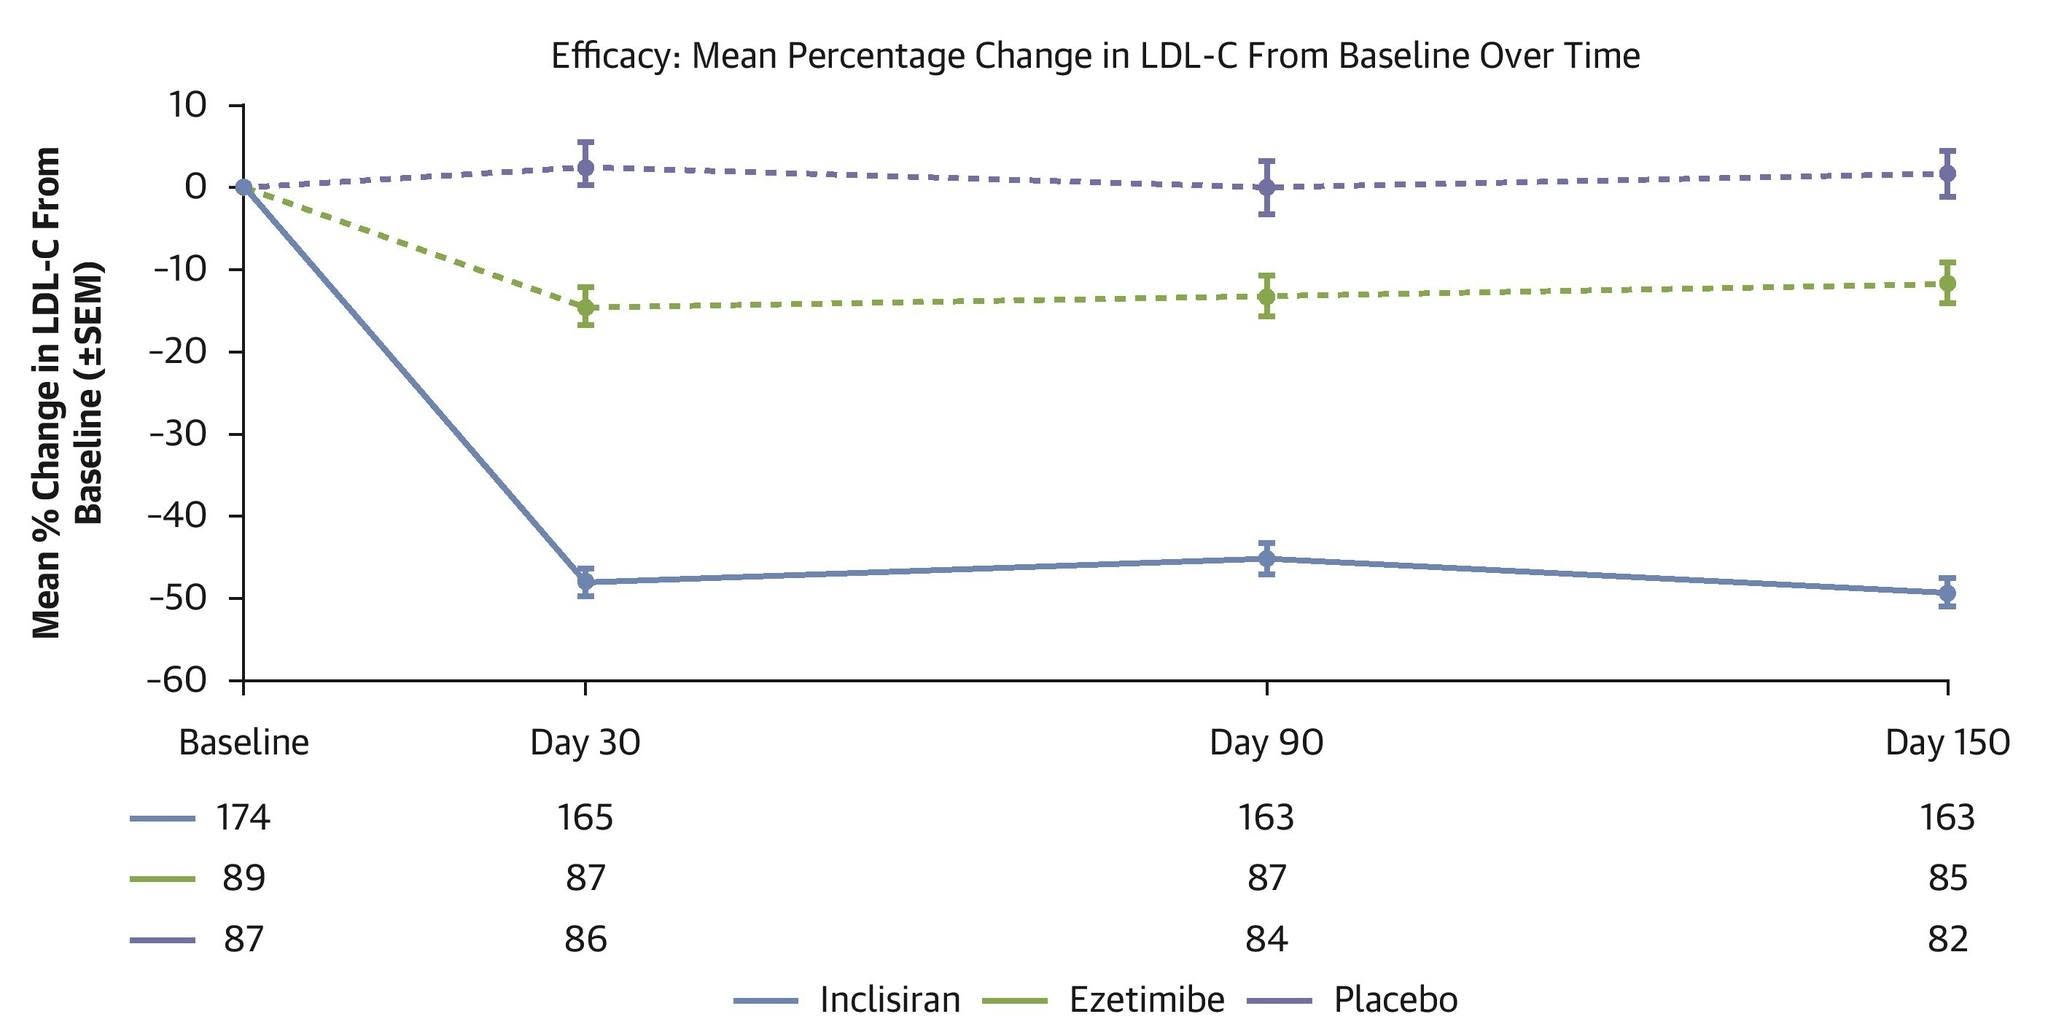 Efficacy: Mean Percentage Change in LDL-C From Baseline Over Time
Mean % Change in LDL-C From
Baseline (±SEM)
10
0
-10
-20
-30
-40
-50
-60
Baseline Day 30 Day 90 Day 150
174 165 163 163
89 87 87 85
87 86 84 82
Inclisiran Ezetimibe Placebo